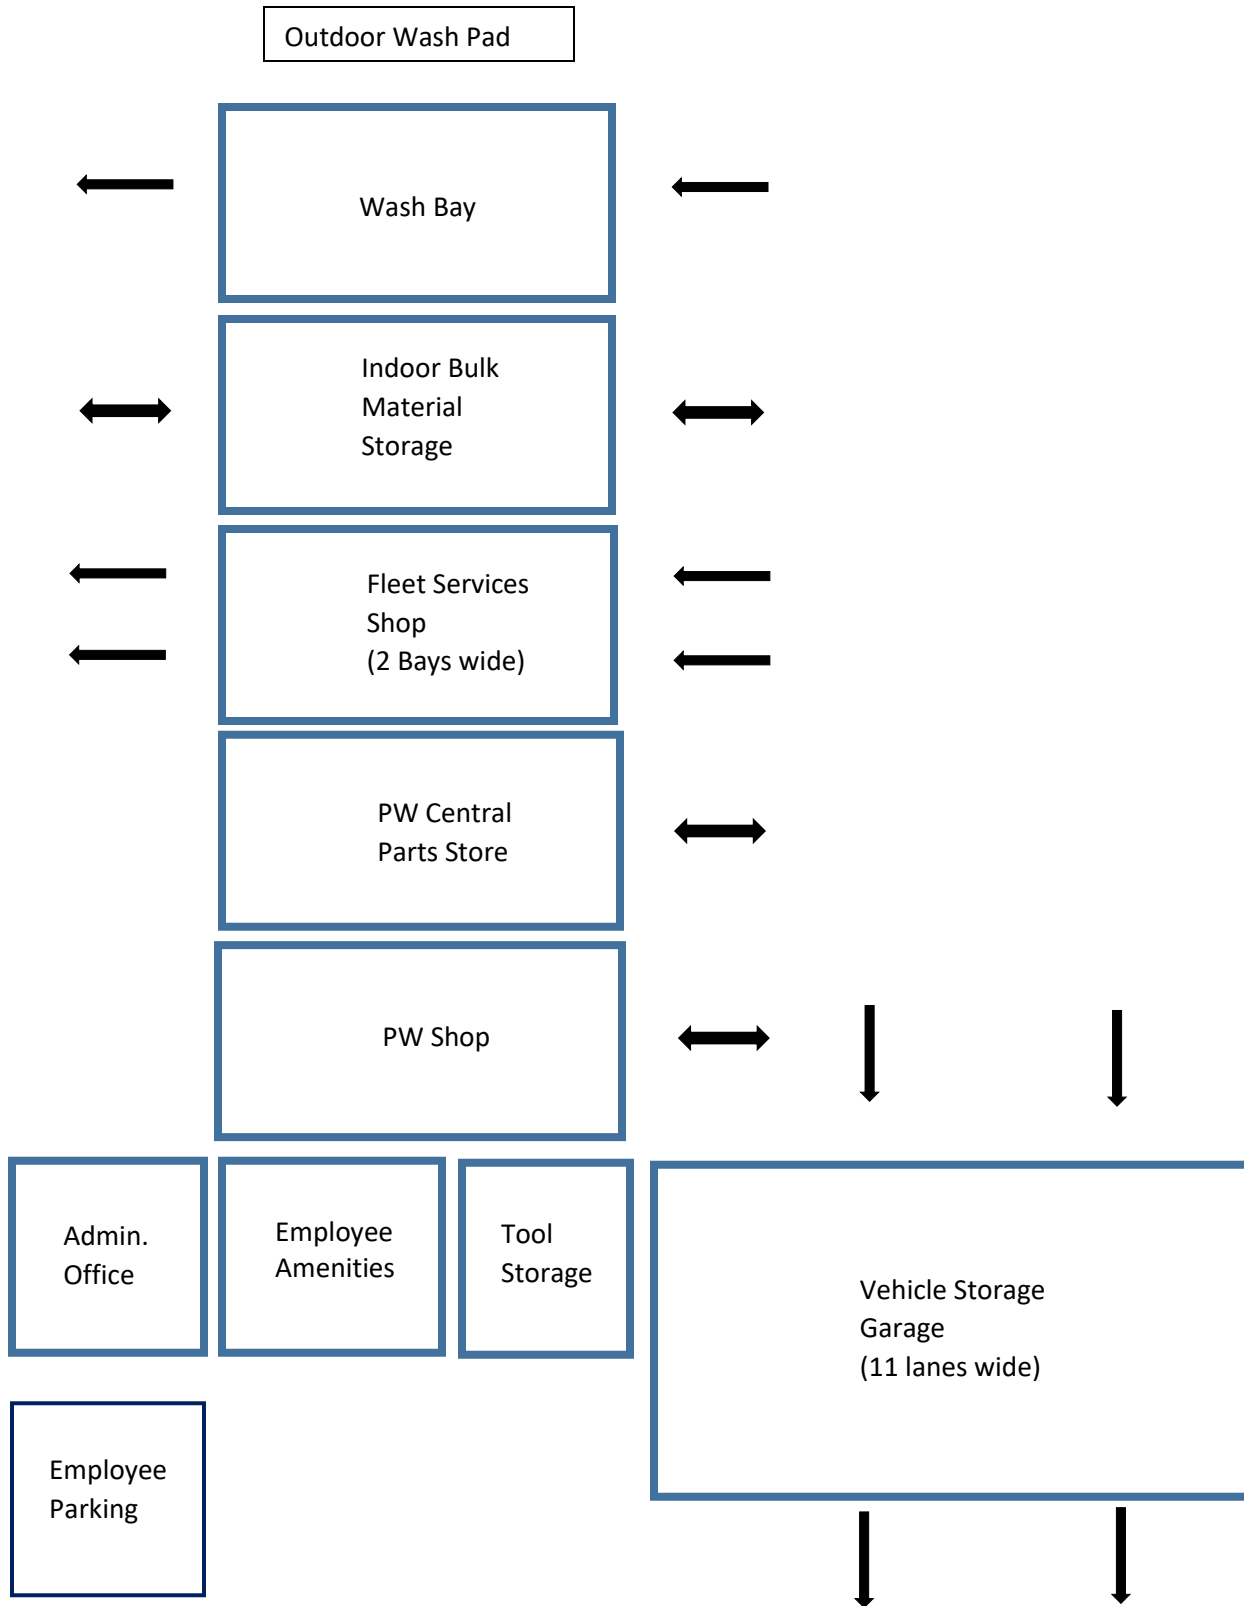 Outdoor Wash Pad
Wash Bay
Indoor Bulk
Material
Storage
Fleet Services
Shop
(2 Bays wide)
PW Central
Parts Store
PW Shop
Admin.
Office
Employee
Amenities
Tool
Storage
Vehicle Storage
Garage
(11 lanes wide)
Employee
Parking